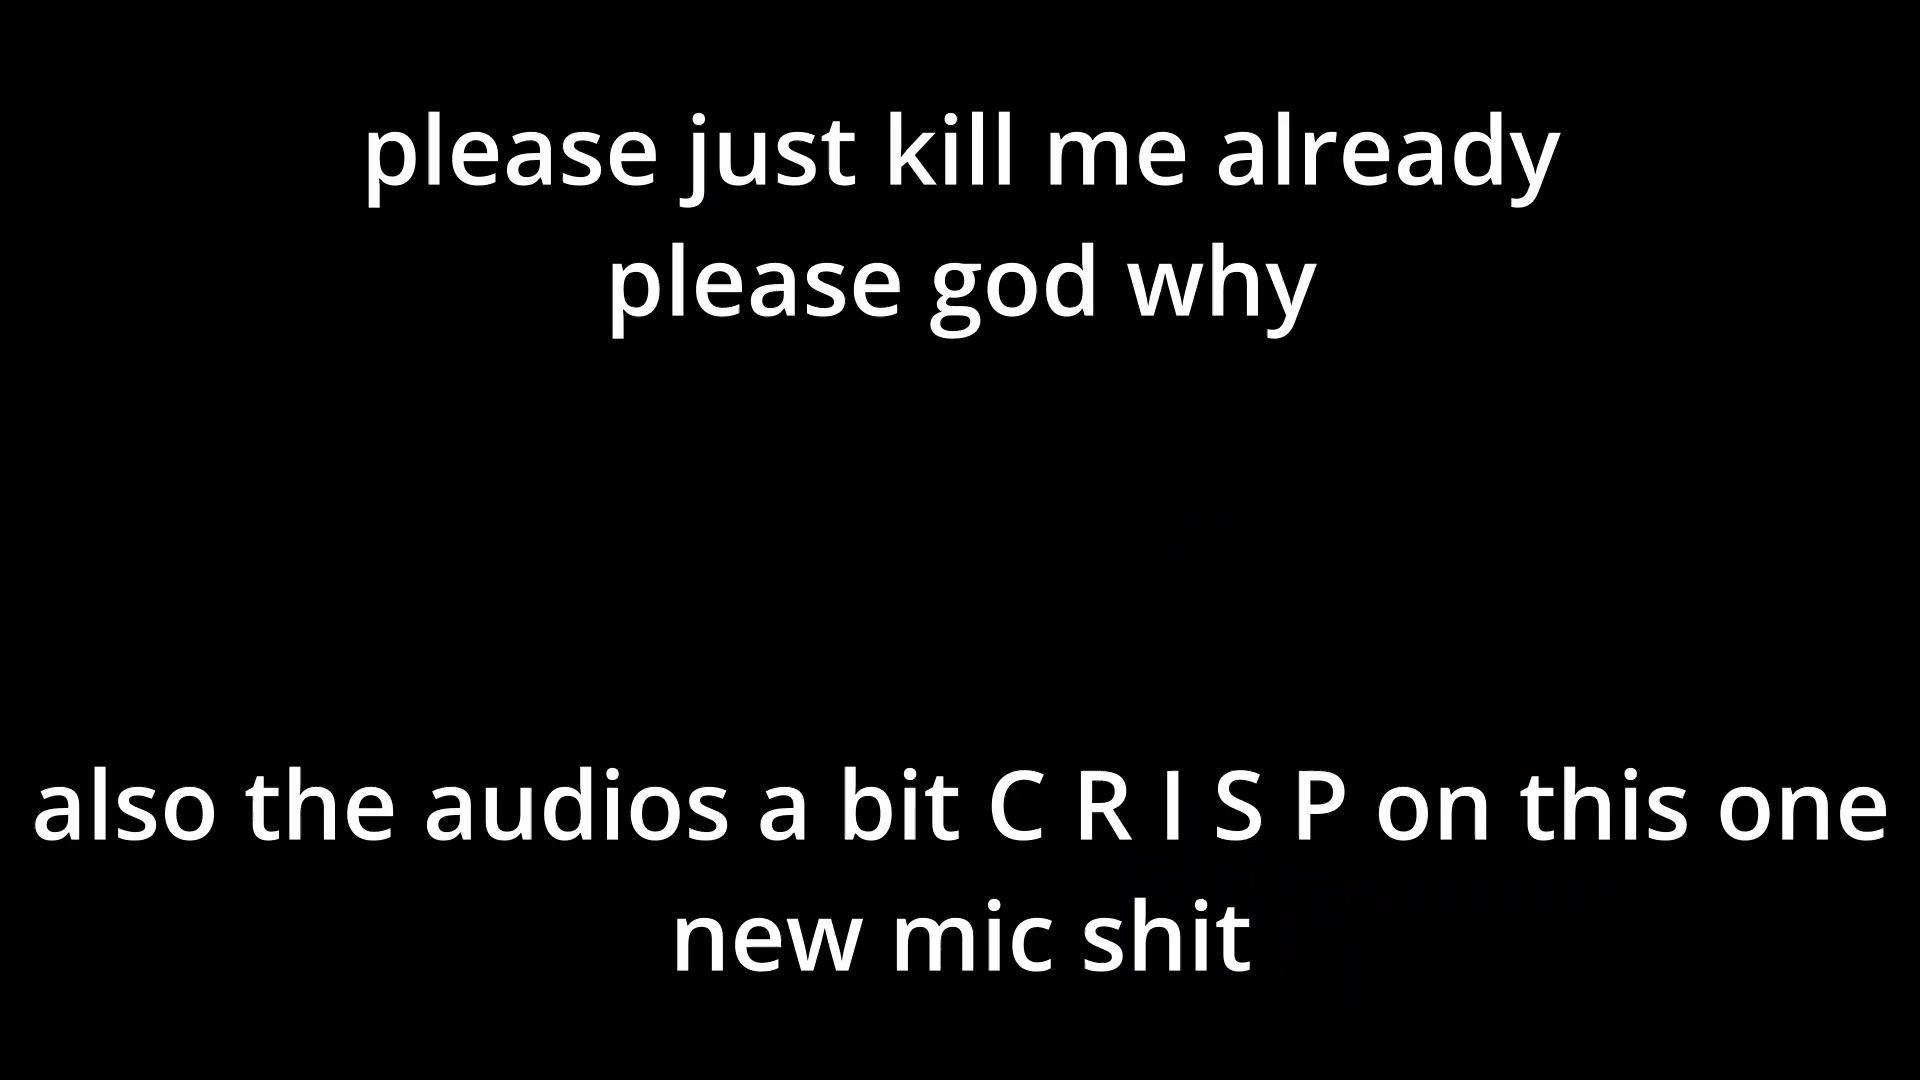 please just kill me already
please god why
also the audios a bit C R I S P on this one
new mic shit